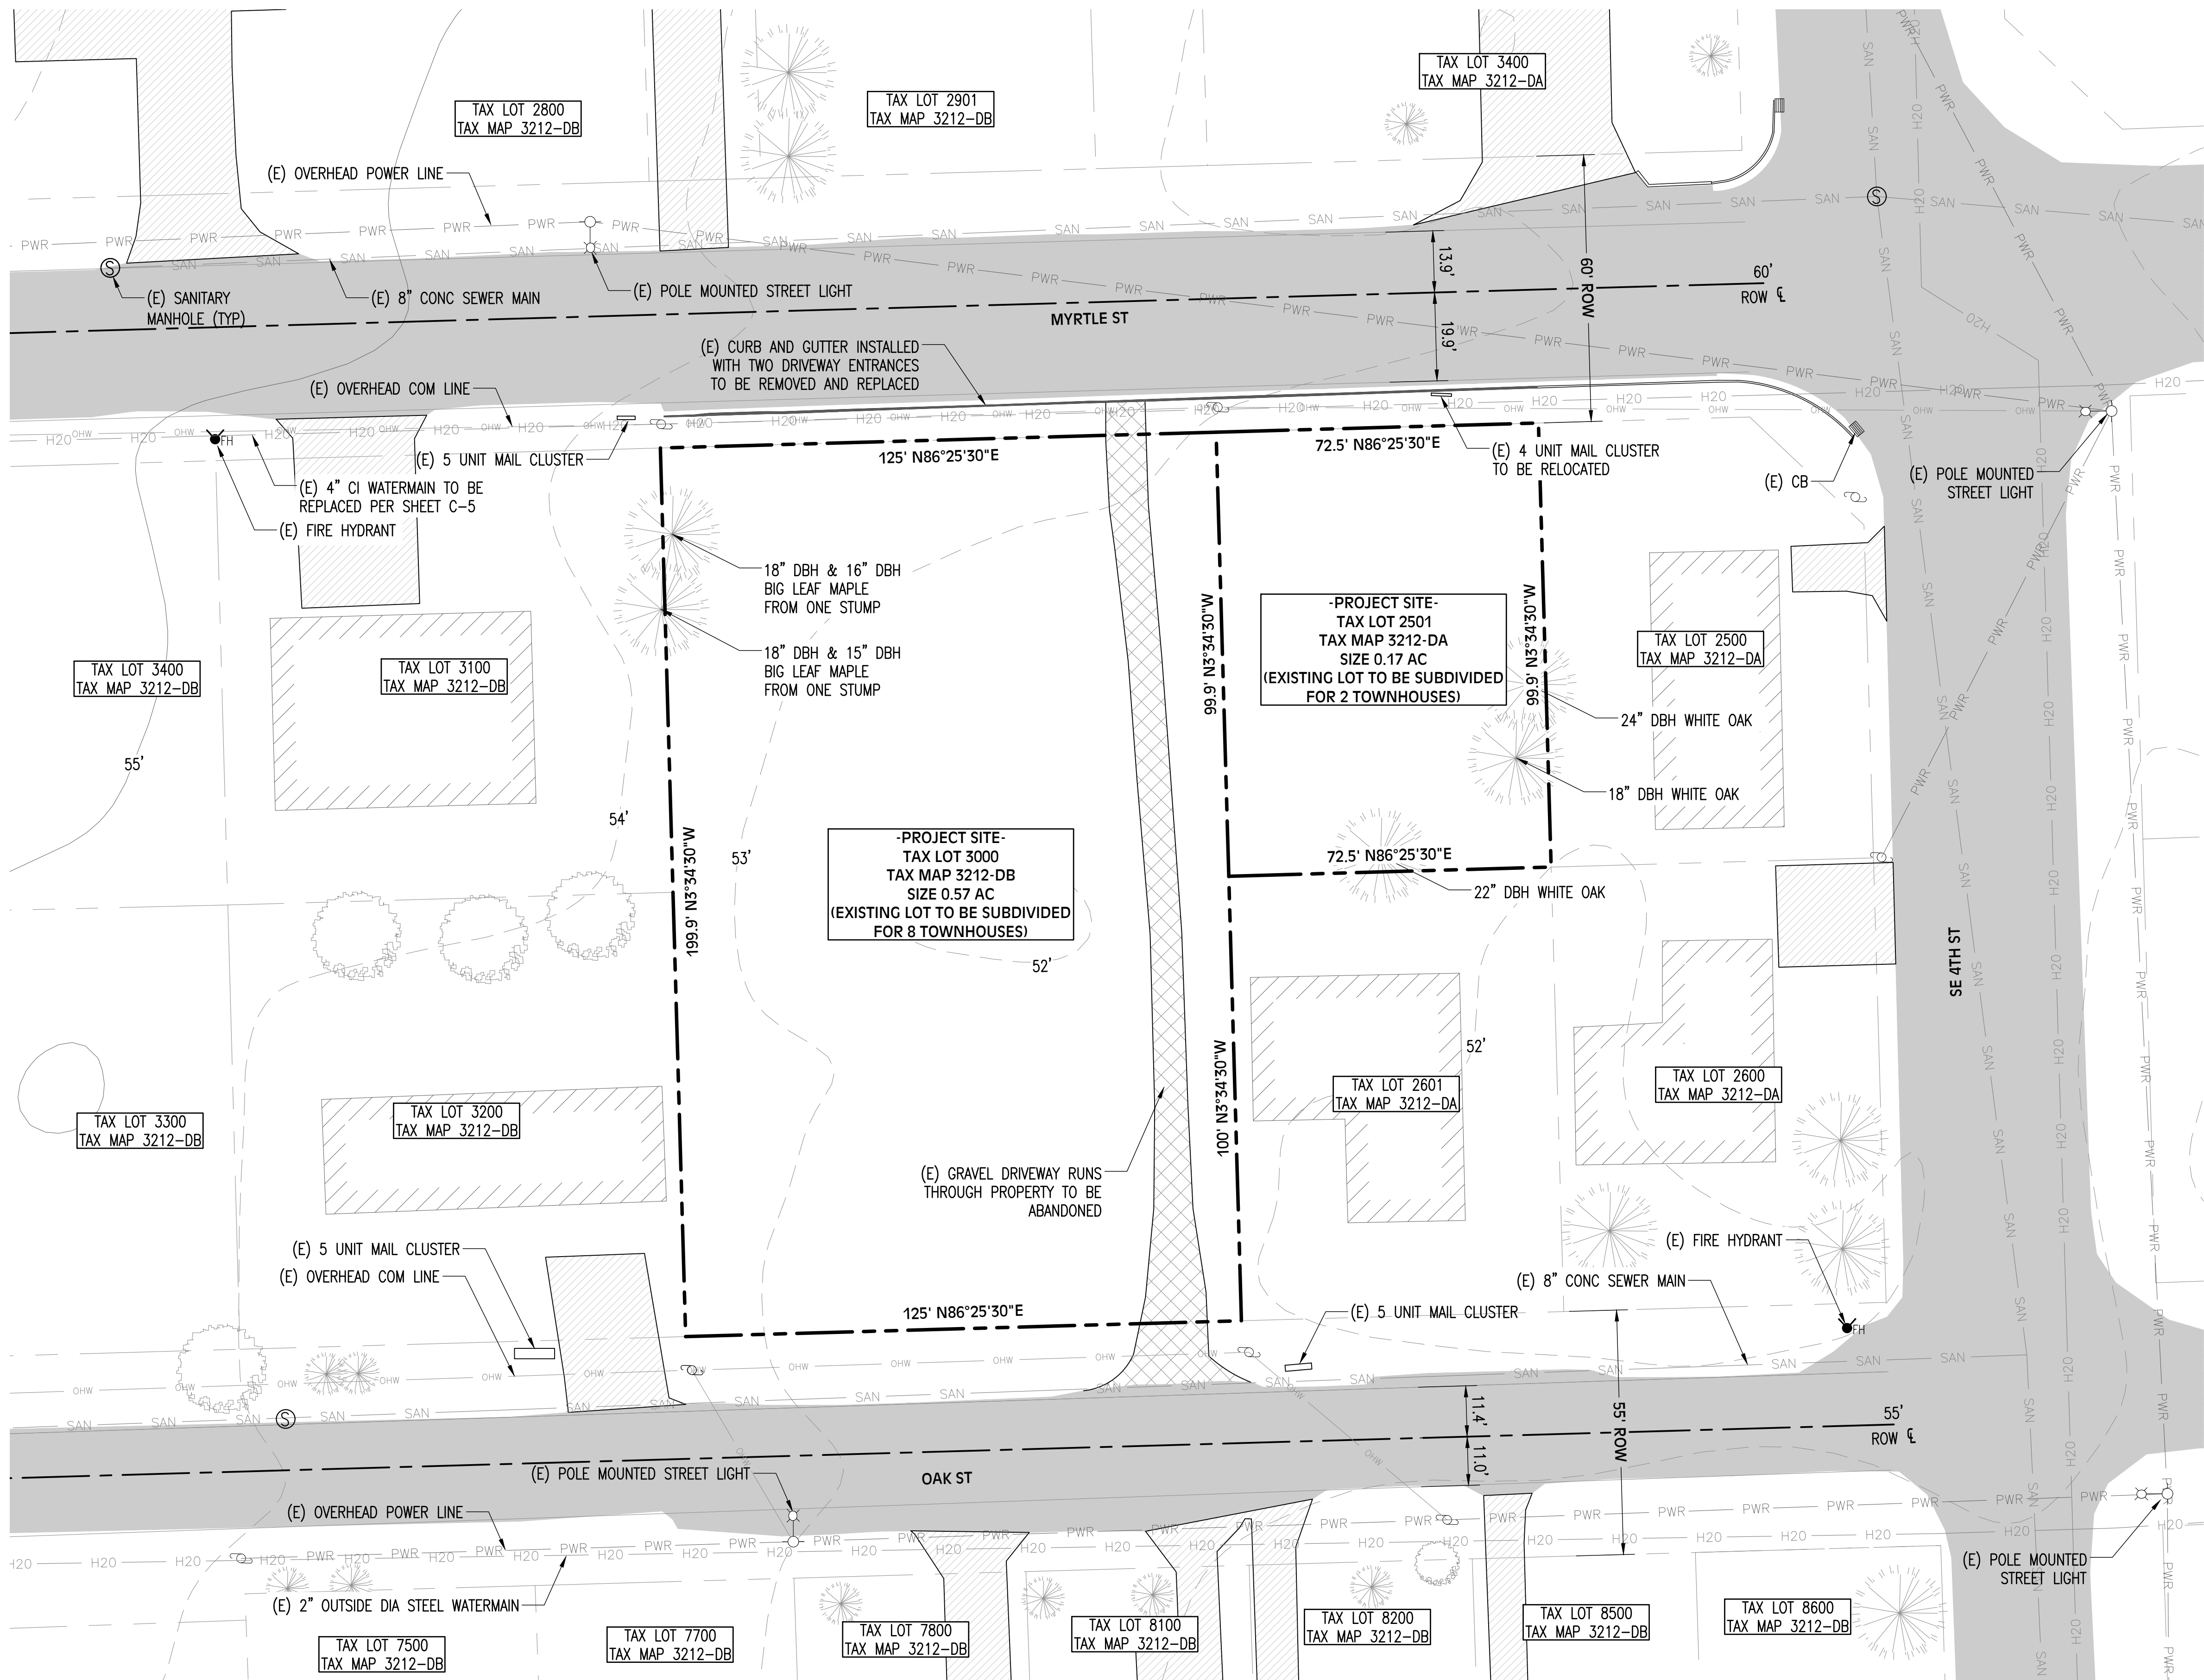 TAX LOT 2800
TAX MAP 3212-DB
TAX LOT 2901
TAX MAP 3212-DB
TAX LOT 3400
TAX MAP 3212-DA
(E) OVERHEAD POWER LINE
PWR
SAN
H20
OHW
(E) SANITARY
MANHOLE (TYP)
S
(E) 8" CONC SEWER MAIN
(E) POLE MOUNTED STREET LIGHT
MYRTLE ST
13.9'
19.9'
60' ROW
60'
ROW ℄
(E) CURB AND GUTTER INSTALLED
WITH TWO DRIVEWAY ENTRANCES
TO BE REMOVED AND REPLACED
(E) OVERHEAD COM LINE
FH
(E) 5 UNIT MAIL CLUSTER
(E) 4" CI WATERMAIN TO BE
REPLACED PER SHEET C-5
(E) FIRE HYDRANT
125' N86°25'30"E
72.5' N86°25'30"E
(E) 4 UNIT MAIL CLUSTER
TO BE RELOCATED
(E) CB
(E) POLE MOUNTED
STREET LIGHT
18" DBH & 16" DBH
BIG LEAF MAPLE
FROM ONE STUMP
18" DBH & 15" DBH
BIG LEAF MAPLE
FROM ONE STUMP
99.9' N3°34'30"W
-PROJECT SITE-
TAX LOT 2501
TAX MAP 3212-DA
SIZE 0.17 AC
(EXISTING LOT TO BE SUBDIVIDED
FOR 2 TOWNHOUSES)
99.9' N3°34'30"W
TAX LOT 2500
TAX MAP 3212-DA
TAX LOT 3400
TAX MAP 3212-DB
TAX LOT 3100
TAX MAP 3212-DB
24" DBH WHITE OAK
18" DBH WHITE OAK
55'
54'
53'
199.9' N3°34'30"W
-PROJECT SITE-
TAX LOT 3000
TAX MAP 3212-DB
SIZE 0.57 AC
(EXISTING LOT TO BE SUBDIVIDED
FOR 8 TOWNHOUSES)
52'
72.5' N86°25'30"E
22" DBH WHITE OAK
SE 4TH ST
52'
100' N3°34'30"W
TAX LOT 2601
TAX MAP 3212-DA
TAX LOT 2600
TAX MAP 3212-DA
TAX LOT 3300
TAX MAP 3212-DB
TAX LOT 3200
TAX MAP 3212-DB
(E) GRAVEL DRIVEWAY RUNS
THROUGH PROPERTY TO BE
ABANDONED
(E) 5 UNIT MAIL CLUSTER
(E) OVERHEAD COM LINE
(E) FIRE HYDRANT
(E) 8" CONC SEWER MAIN
125' N86°25'30"E
(E) 5 UNIT MAIL CLUSTER
FH
S
11.4'
11.0'
55' ROW
55'
ROW ℄
OAK ST
(E) POLE MOUNTED STREET LIGHT
(E) OVERHEAD POWER LINE
(E) 2" OUTSIDE DIA STEEL WATERMAIN
(E) POLE MOUNTED
STREET LIGHT
TAX LOT 7500
TAX MAP 3212-DB
TAX LOT 7700
TAX MAP 3212-DB
TAX LOT 7800
TAX MAP 3212-DB
TAX LOT 8100
TAX MAP 3212-DB
TAX LOT 8200
TAX MAP 3212-DB
TAX LOT 8500
TAX MAP 3212-DB
TAX LOT 8600
TAX MAP 3212-DB